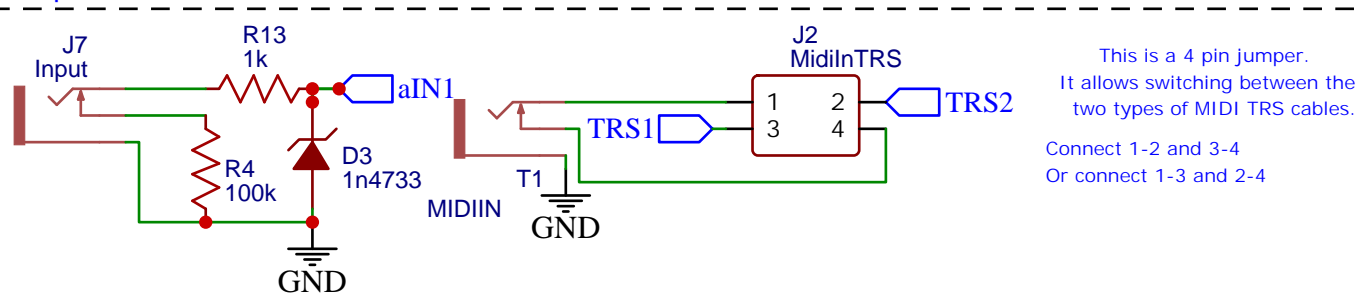 J7
Input
R13
1k
aIN1
R4
100k
D3
1n4733
GND
MIDIIN
T1
GND
TRS1
J2
MidiInTRS
1 2
3 4
TRS2
This is a 4 pin jumper.
It allows switching between the
two types of MIDI TRS cables.
Connect 1-2 and 3-4
Or connect 1-3 and 2-4